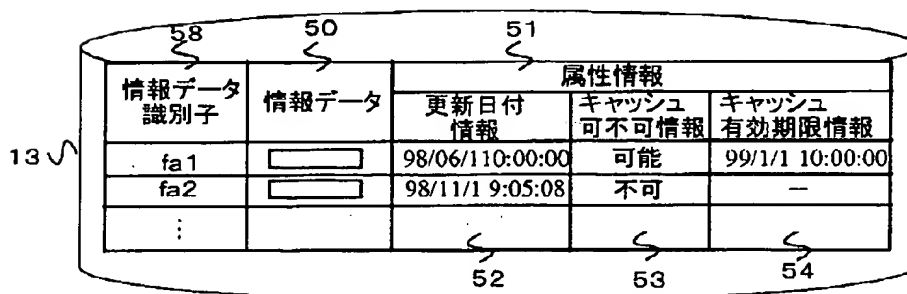 58
50
51
情報データ
識別子
情報データ
属性情報
更新日付
情報
キャッシュ
可不可情報
キャッシュ
有効期限情報
13
fa1
98/06/110:00:00
可能
99/1/1 10:00:00
fa2
98/11/1 9:05:08
不可
—
⋮
52
53
54